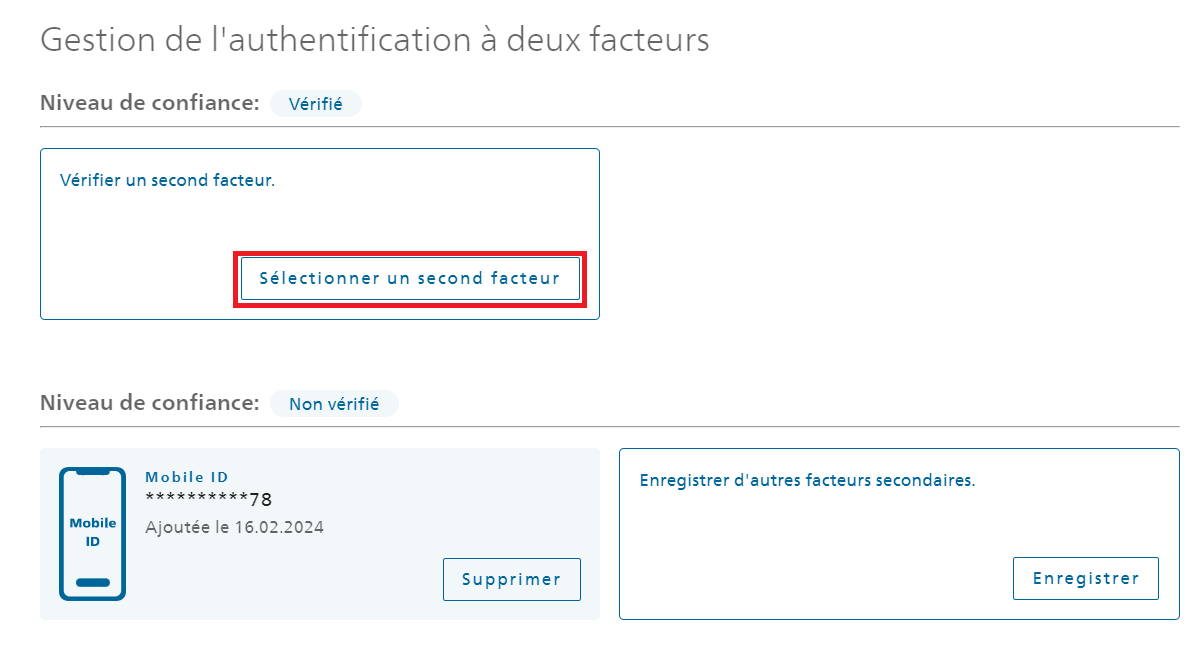 Gestion de l'authentification à deux facteurs
Niveau de confiance: Vérifié
Vérifier un second facteur.
Sélectionner un second facteur
Niveau de confiance: Non vérifié
Mobile ID
**********78
Ajoutée le 16.02.2024
Mobile
ID
Supprimer
Enregistrer d'autres facteurs secondaires.
Enregistrer